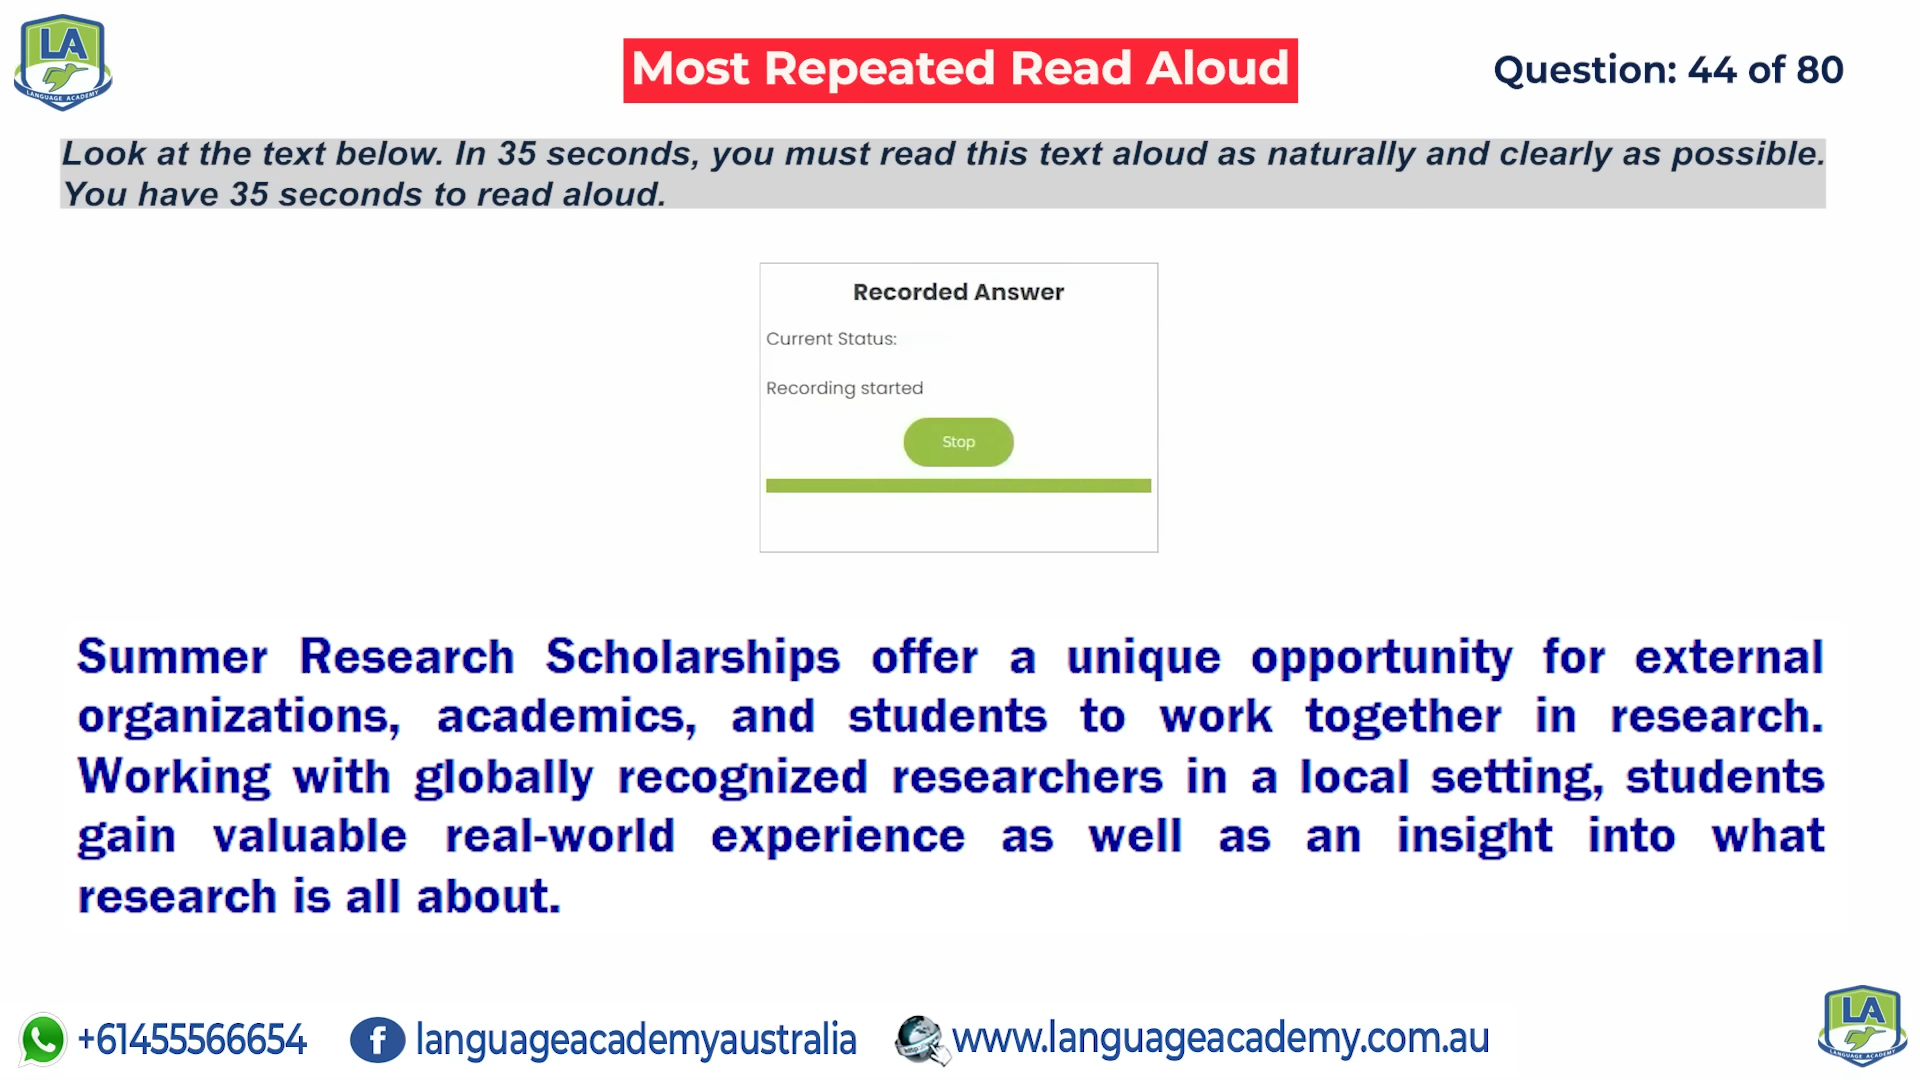 LA
LANGUAGE ACADEMY
Most Repeated Read Aloud
Question: 44 of 80
Look at the text below. In 35 seconds, you must read this text aloud as naturally and clearly as possible.
You have 35 seconds to read aloud.
Recorded Answer
Current Status:
Recording started
Stop
Summer Research Scholarships offer a unique opportunity for external
organizations, academics, and students to work together in research.
Working with globally recognized researchers in a local setting, students
gain valuable real-world experience as well as an insight into what
research is all about.
+61455566654
f
languageacademyaustralia
http
www.languageacademy.com.au
LA
LANGUAGE ACADEMY